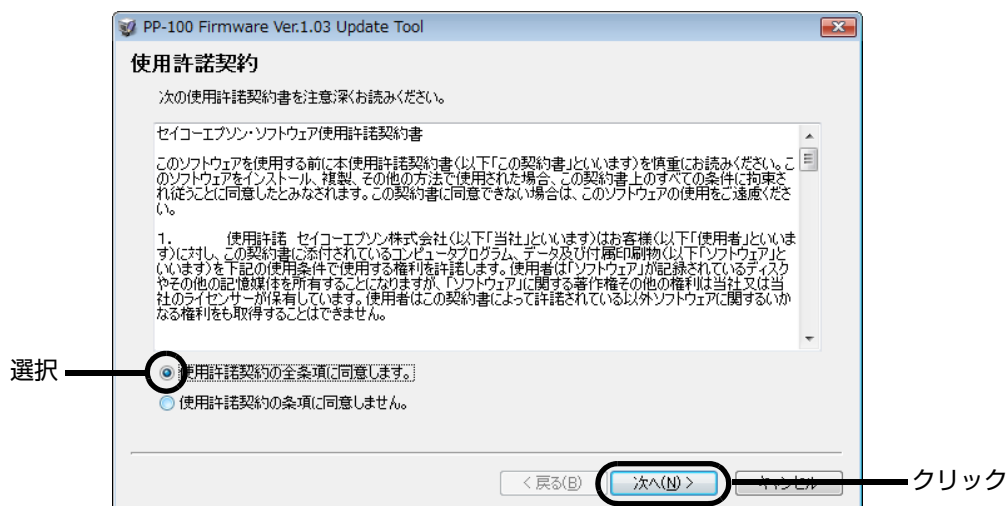 PP-100 Firmware Ver.1.03 Update Tool
使用許諾契約
次の使用許諾契約書を注意深くお読みください。
セイコーエプソン・ソフトウェア使用許諾契約書
このソフトウェアを使用する前に本使用許諾契約書（以下「この契約書」といいます）を慎重にお読みください。こ
のソフトウェアをインストール、複製、その他の方法で使用された場合、この契約書上のすべての条件に拘束さ
れ従うことに同意したとみなされます。この契約書に同意できない場合は、このソフトウェアの使用をご遠慮くださ
い。
1. 使用許諾 セイコーエプソン株式会社（以下「当社」といいます）はお客様（以下「使用者」といいま
す）に対し、この契約書に添付されているコンピュータプログラム、データ及び付属印刷物（以下「ソフトウェア」と
いいます）を下記の使用条件で使用する権利を許諾します。使用者は「ソフトウェア」が記録されているディスク
やその他の記憶媒体を所有することになりますが、「ソフトウェア」に関する著作権その他の権利は当社又は当
社のライセンサーが保有しています。使用者はこの契約書によって許諾されている以外ソフトウェアに関するいか
なる権利をも取得することはできません。
選択
使用許諾契約の全条項に同意します。
使用許諾契約の条項に同意しません。
< 戻る(B)
次へ(N) >
キャンセル
クリック